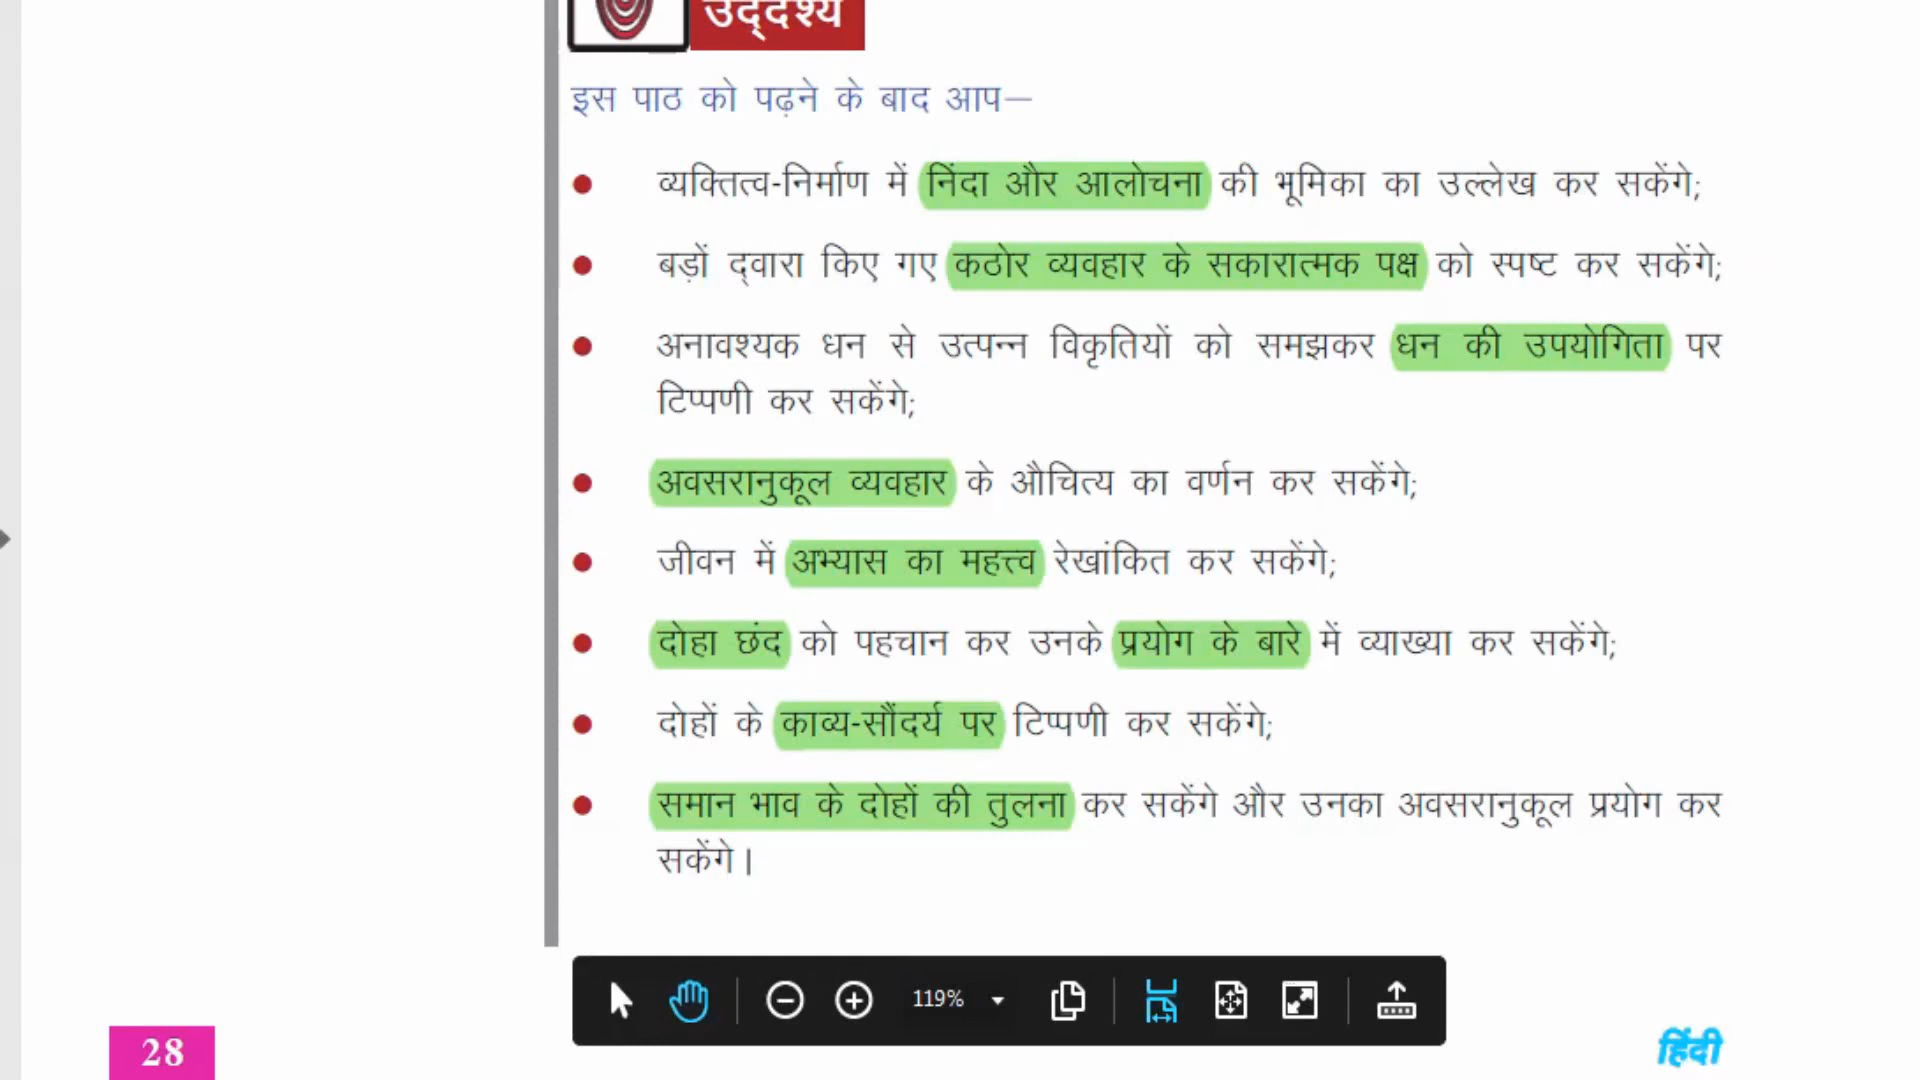 उद्देश्य
इस पाठ को पढ़ने के बाद आप—
● व्यक्तित्व-निर्माण में निंदा और आलोचना की भूमिका का उल्लेख कर सकेंगे;
● बड़ों द्वारा किए गए कठोर व्यवहार के सकारात्मक पक्ष को स्पष्ट कर सकेंगे;
● अनावश्यक धन से उत्पन्न विकृतियों को समझकर धन की उपयोगिता पर
टिप्पणी कर सकेंगे;
● अवसरानुकूल व्यवहार के औचित्य का वर्णन कर सकेंगे;
● जीवन में अभ्यास का महत्त्व रेखांकित कर सकेंगे;
● दोहा छंद को पहचान कर उनके प्रयोग के बारे में व्याख्या कर सकेंगे;
● दोहों के काव्य-सौंदर्य पर टिप्पणी कर सकेंगे;
● समान भाव के दोहों की तुलना कर सकेंगे और उनका अवसरानुकूल प्रयोग कर
सकेंगे।
119%
28
हिंदी